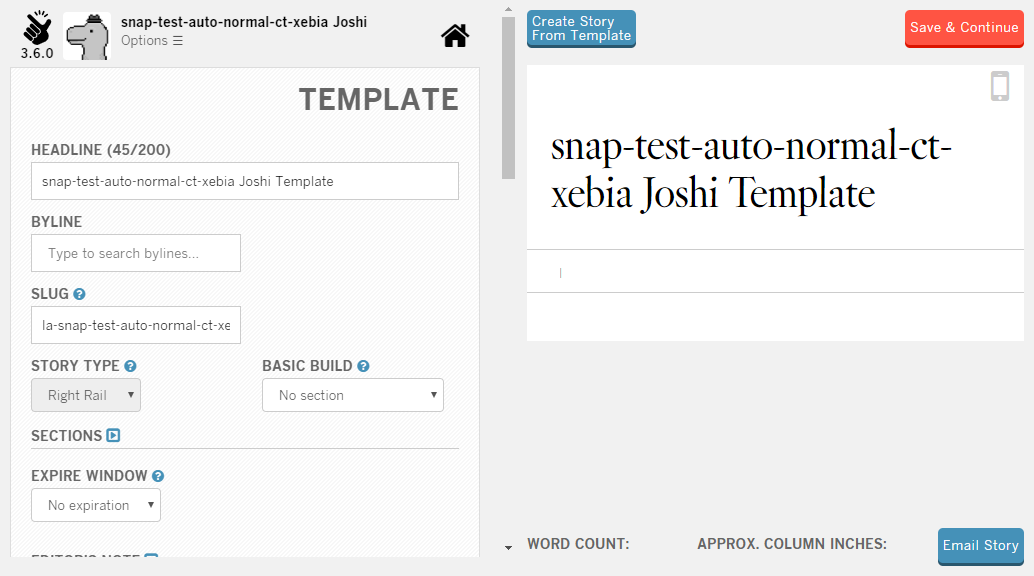 snap-test-auto-normal-ct-xebia Joshi
Options ☰
3.6.0
TEMPLATE
HEADLINE (45/200)
snap-test-auto-normal-ct-xebia Joshi Template
BYLINE
Type to search bylines...
SLUG ?
la-snap-test-auto-normal-ct-xe
STORY TYPE ? BASIC BUILD ?
Right Rail No section
SECTIONS
EXPIRE WINDOW ?
No expiration
EDITOR'S NOTE
Create Story
From Template
Save & Continue
snap-test-auto-normal-ct-
xebia Joshi Template
|
WORD COUNT: APPROX. COLUMN INCHES:
Email Story